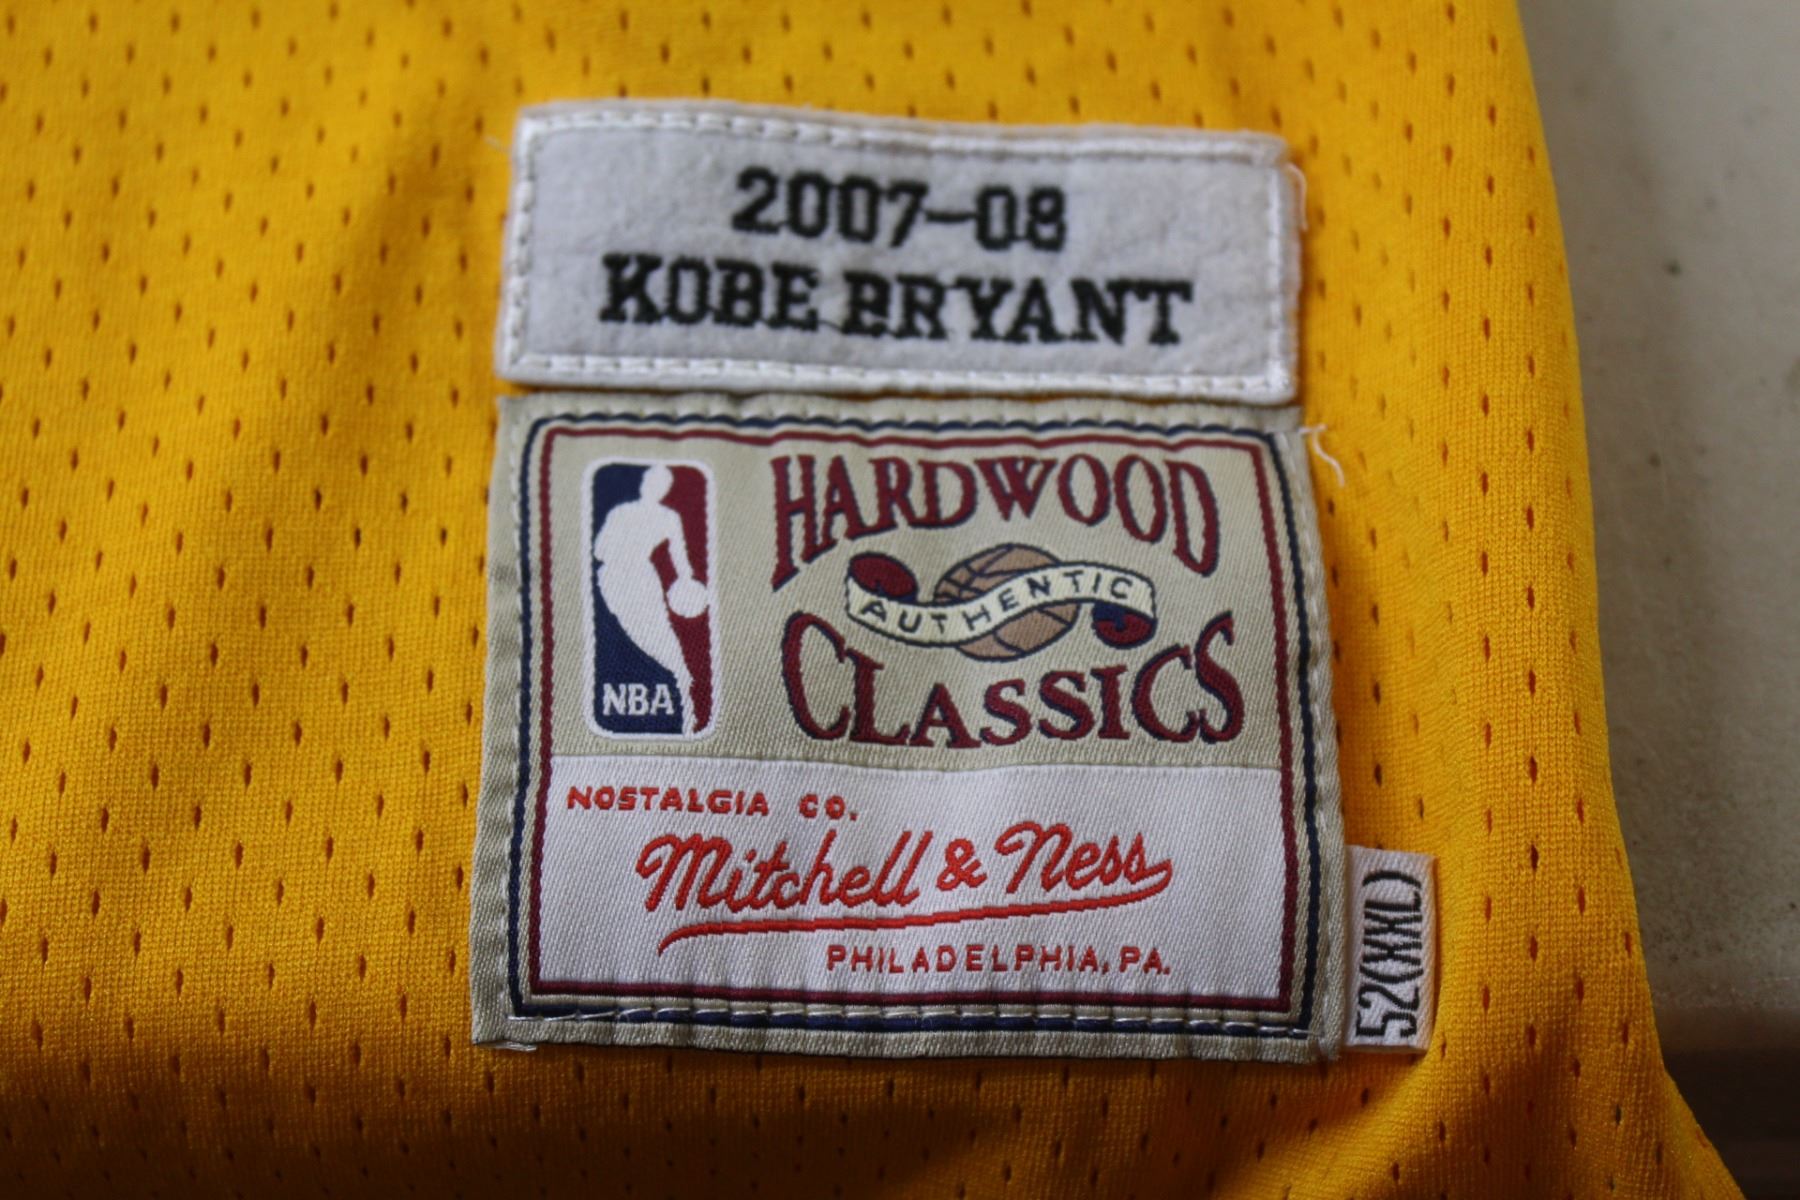 2007-08
KOBE BRYANT
HARDWOOD
AUTHENTIC
CLASSICS
NBA
NOSTALGIA CO.
Mitchell & Ness
PHILADELPHIA, PA.
52(XXL)